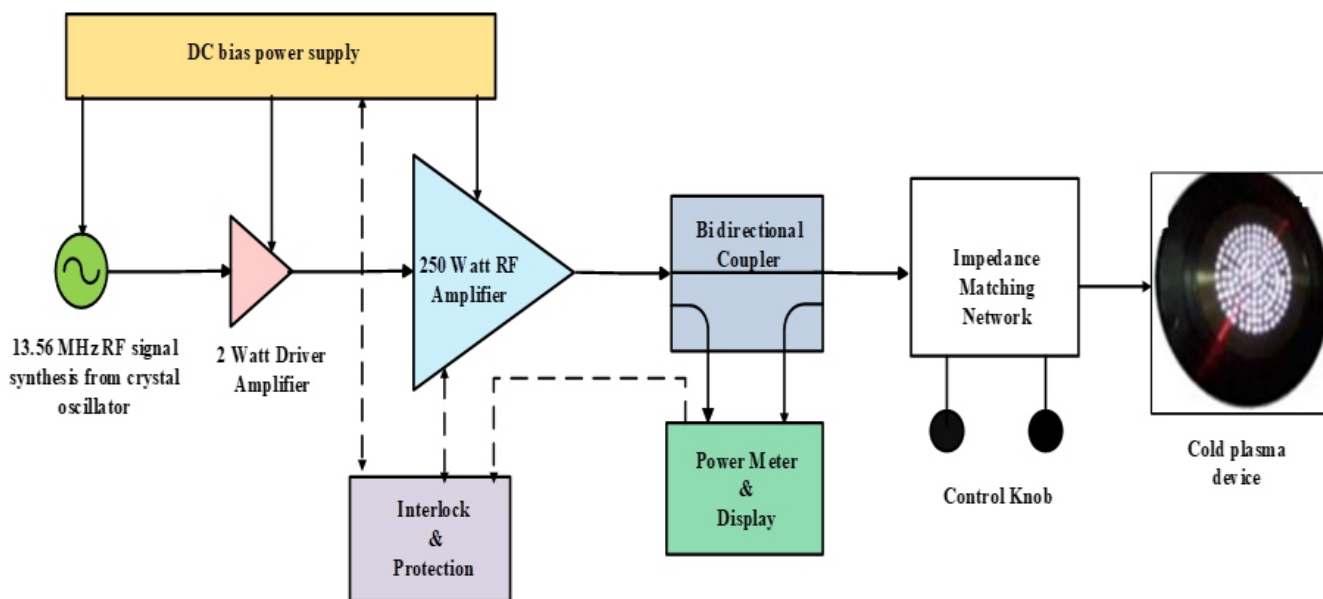 DC bias power supply
13.56 MHz RF signal
synthesis from crystal
oscillator
2 Watt Driver
Amplifier
250 Watt RF
Amplifier
Bidirectional
Coupler
Impedance
Matching
Network
Interlock
&
Protection
Power Meter
&
Display
Control Knob
Cold plasma
device